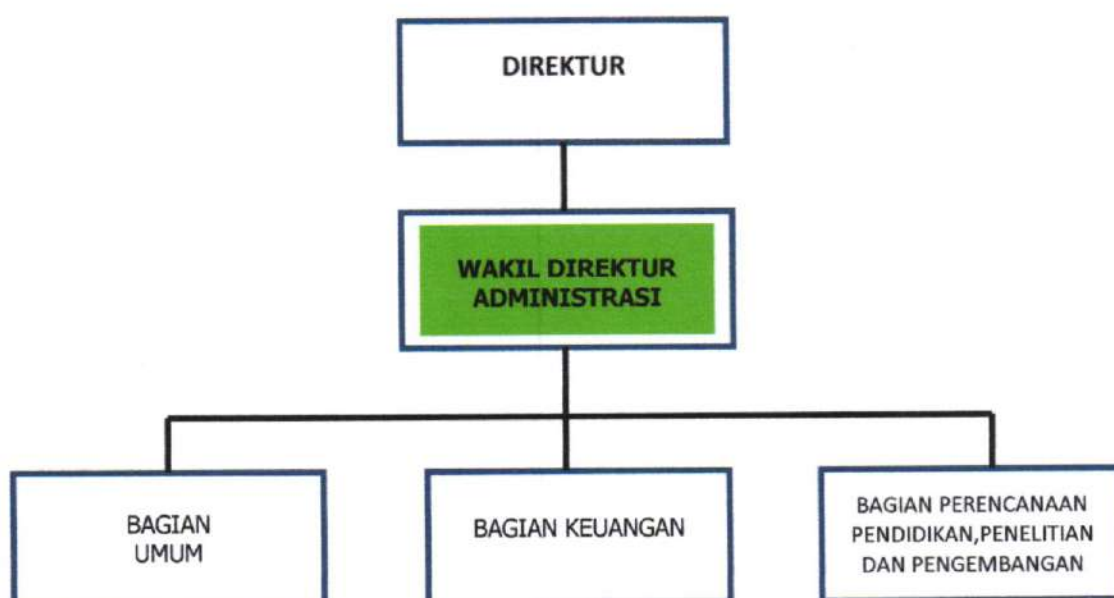 DIREKTUR
WAKIL DIREKTUR
ADMINISTRASI
BAGIAN
UMUM
BAGIAN KEUANGAN
BAGIAN PERENCANAAN
PENDIDIKAN,PENELITIAN
DAN PENGEMBANGAN